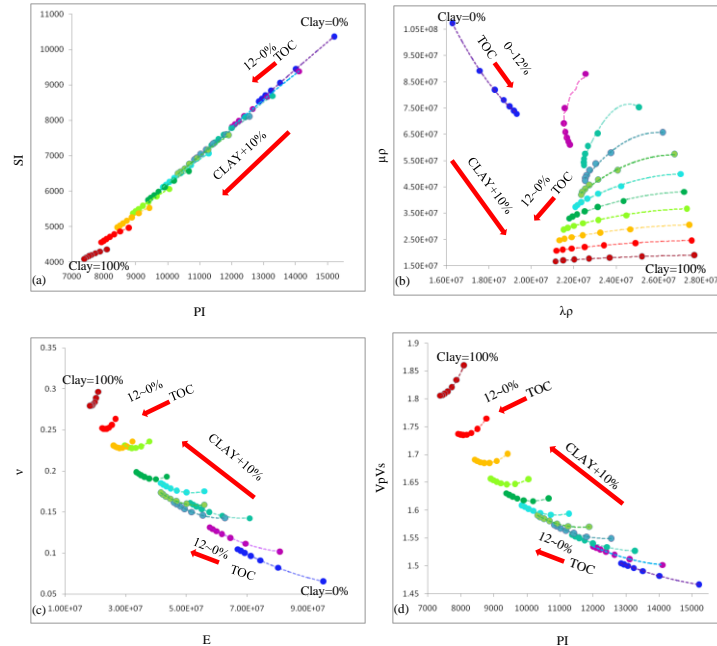 11000
10000
9000
8000
7000
6000
5000
4000
SI
Clay=0%
12~0%
TOC
CLAY+10%
Clay=100%
(a)
7000 8000 9000 10000 11000 12000 13000 14000 15000
PI
1.05E+08
9.50E+07
8.50E+07
7.50E+07
6.50E+07
5.50E+07
4.50E+07
3.50E+07
2.50E+07
1.50E+07
μρ
TOC
0~12%
CLAY+10%
12~0%
TOC
Clay=100%
(b)
1.60E+07 1.80E+07 2.00E+07 2.20E+07 2.40E+07 2.60E+07 2.80E+07
λρ
0.35
0.3
0.25
0.2
0.15
0.1
0.05
ν
Clay=100%
12~0%
TOC
CLAY+10%
12~0%
TOC
Clay=0%
(c)
1.00E+07 3.00E+07 5.00E+07 7.00E+07 9.00E+07
E
1.9
1.85
1.8
1.75
1.7
1.65
1.6
1.55
1.5
1.45
VpVs
Clay=100%
12~0%
TOC
CLAY+10%
12~0%
TOC
Clay=0%
(d)
7000 8000 9000 10000 11000 12000 13000 14000 15000
PI